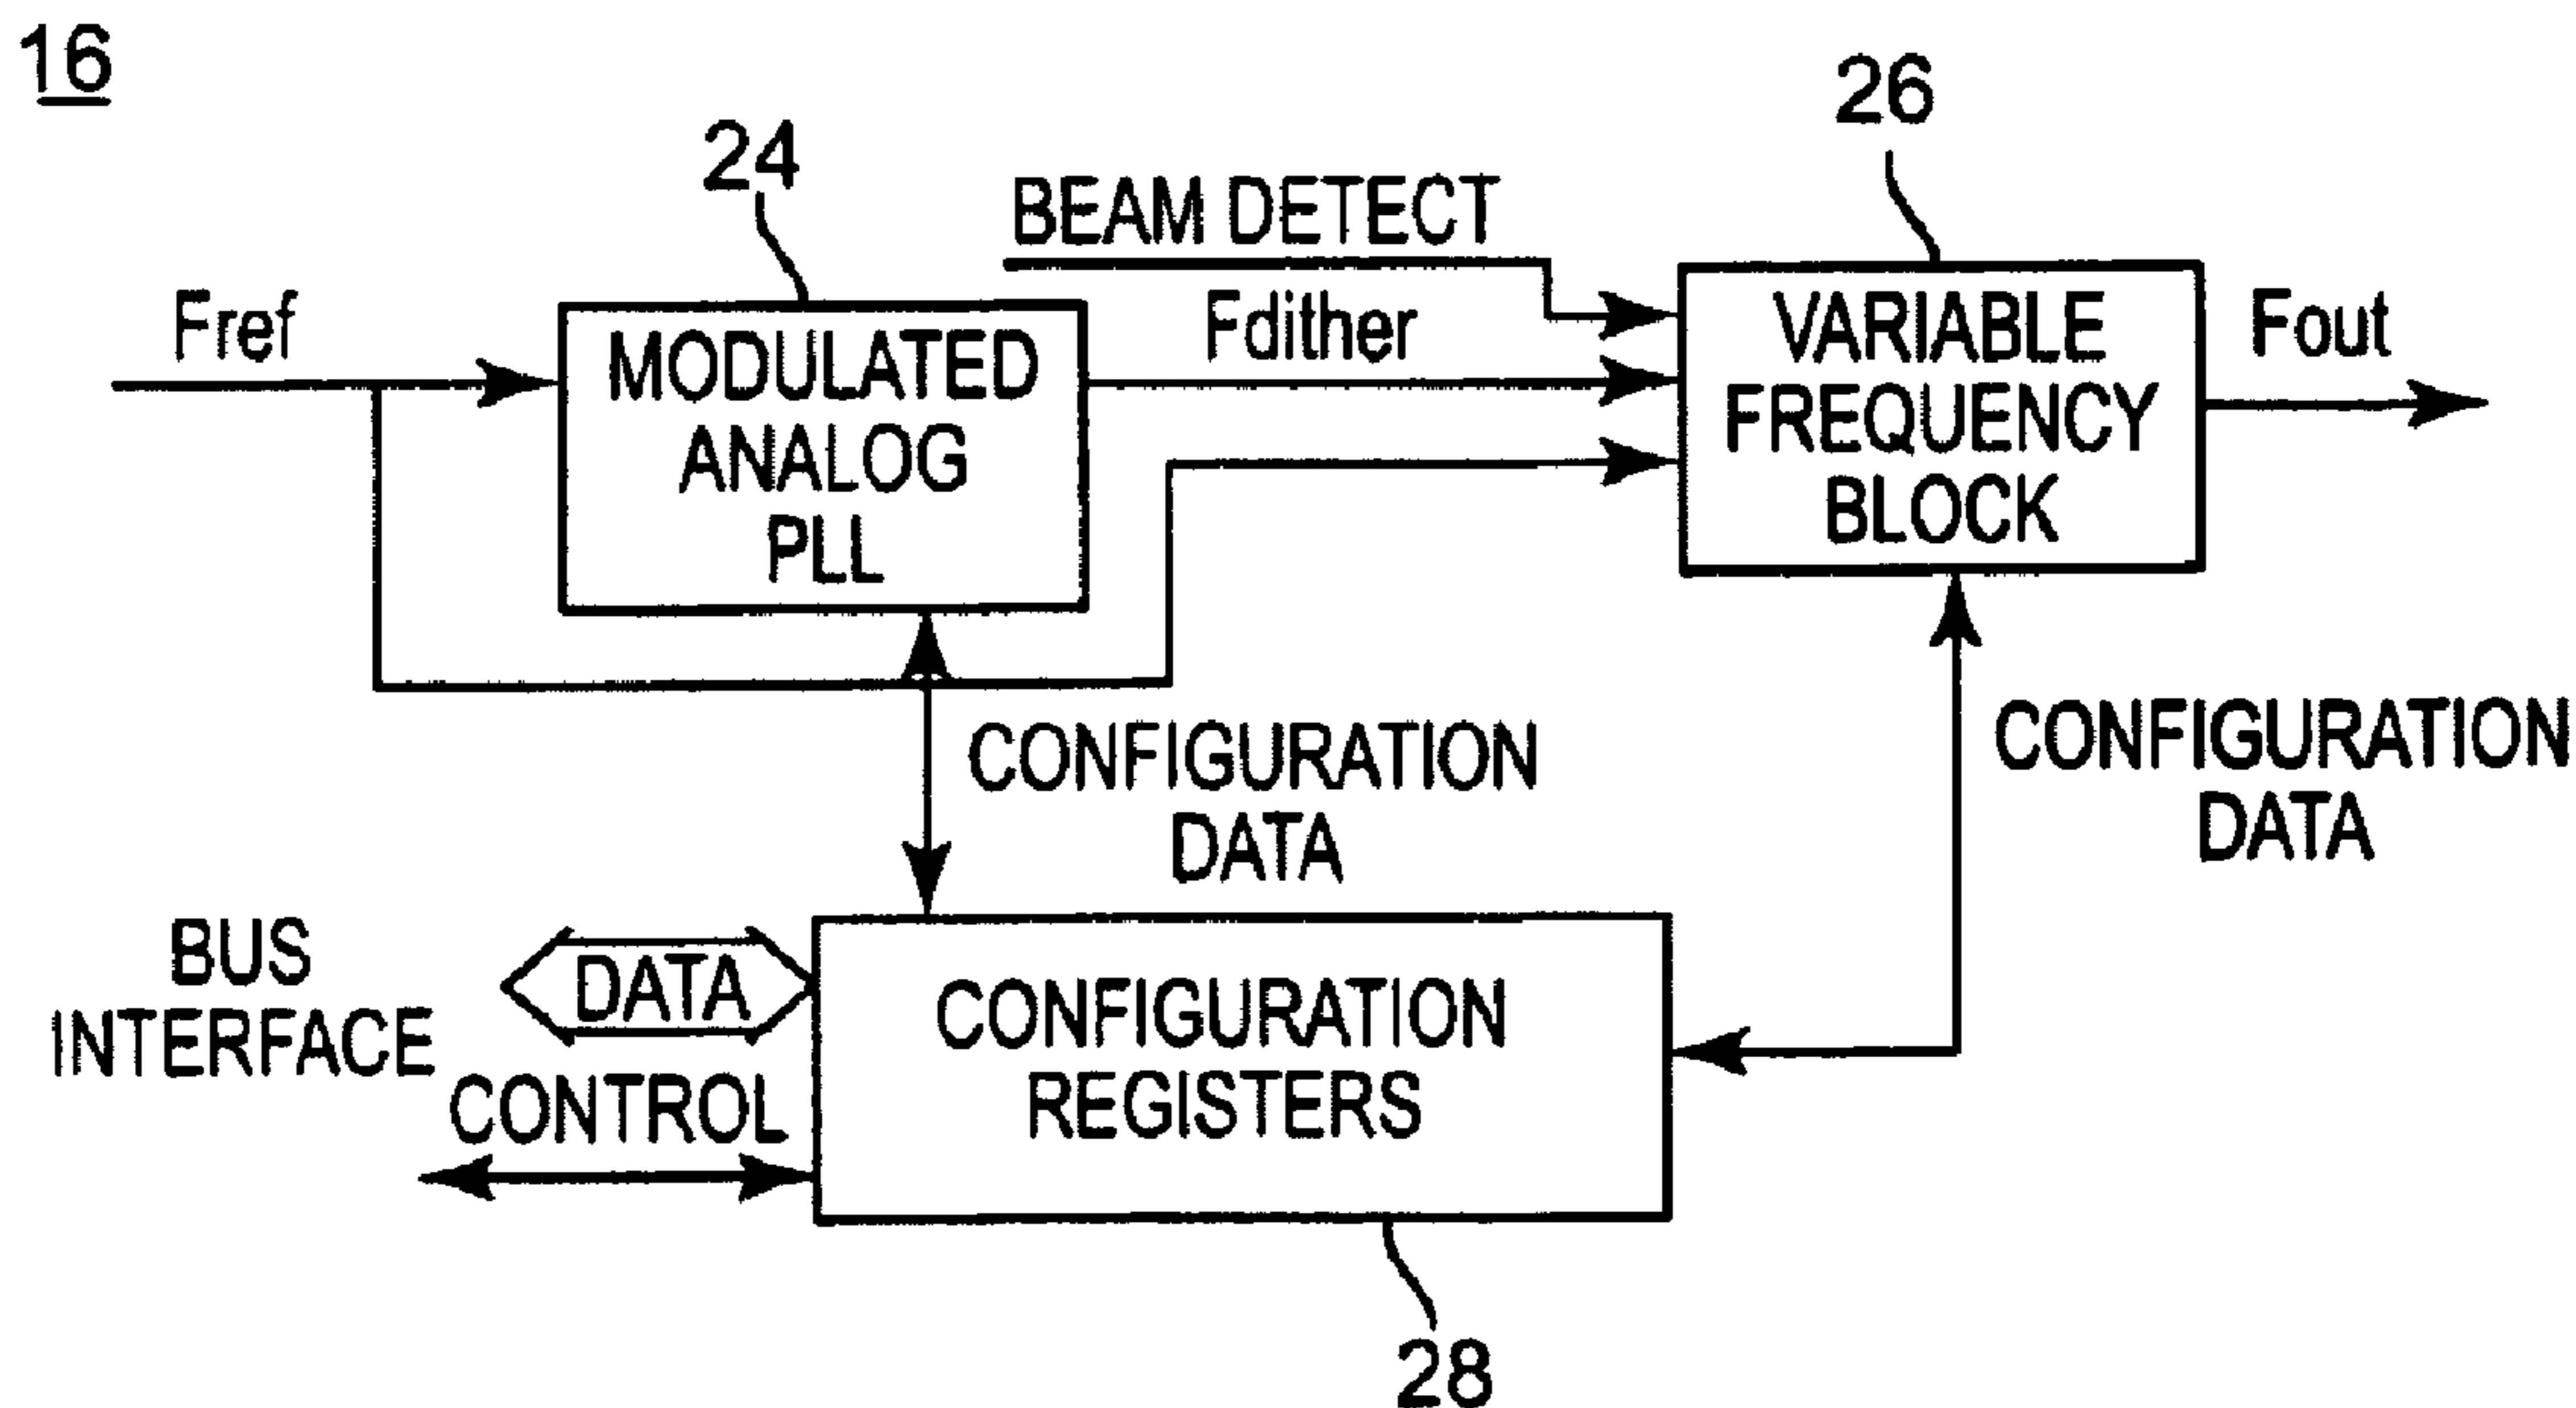 16
24
26
BEAM DETECT
Fref
Fdither
Fout
MODULATED
ANALOG
PLL
VARIABLE
FREQUENCY
BLOCK
CONFIGURATION
DATA
CONFIGURATION
DATA
BUS
INTERFACE
DATA
CONTROL
CONFIGURATION
REGISTERS
28